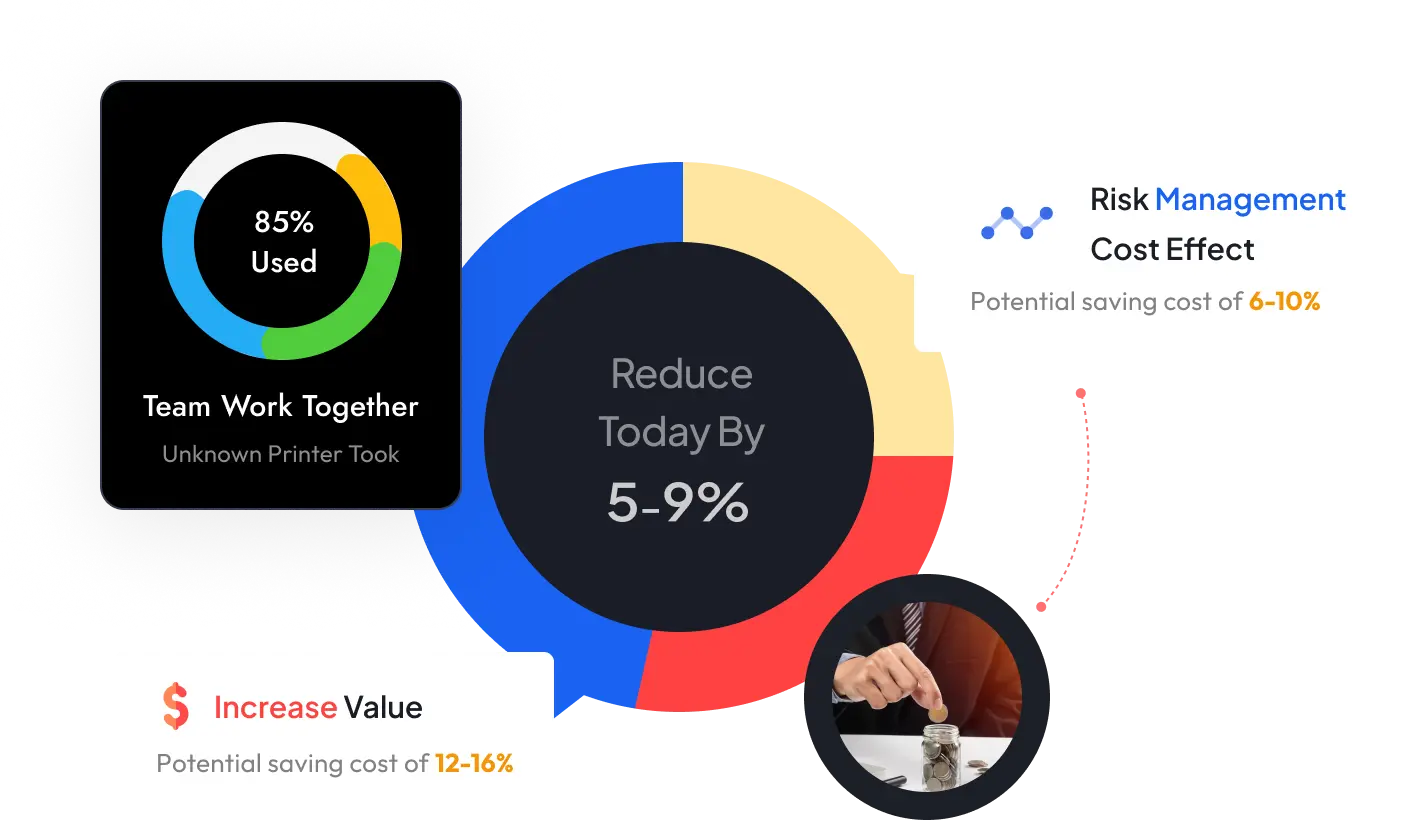 85%
Used
Team Work Together
Unknown Printer Took
Reduce
Today By
5-9%
Risk Management
Cost Effect
Potential saving cost of 6-10%
Increase Value
Potential saving cost of 12-16%